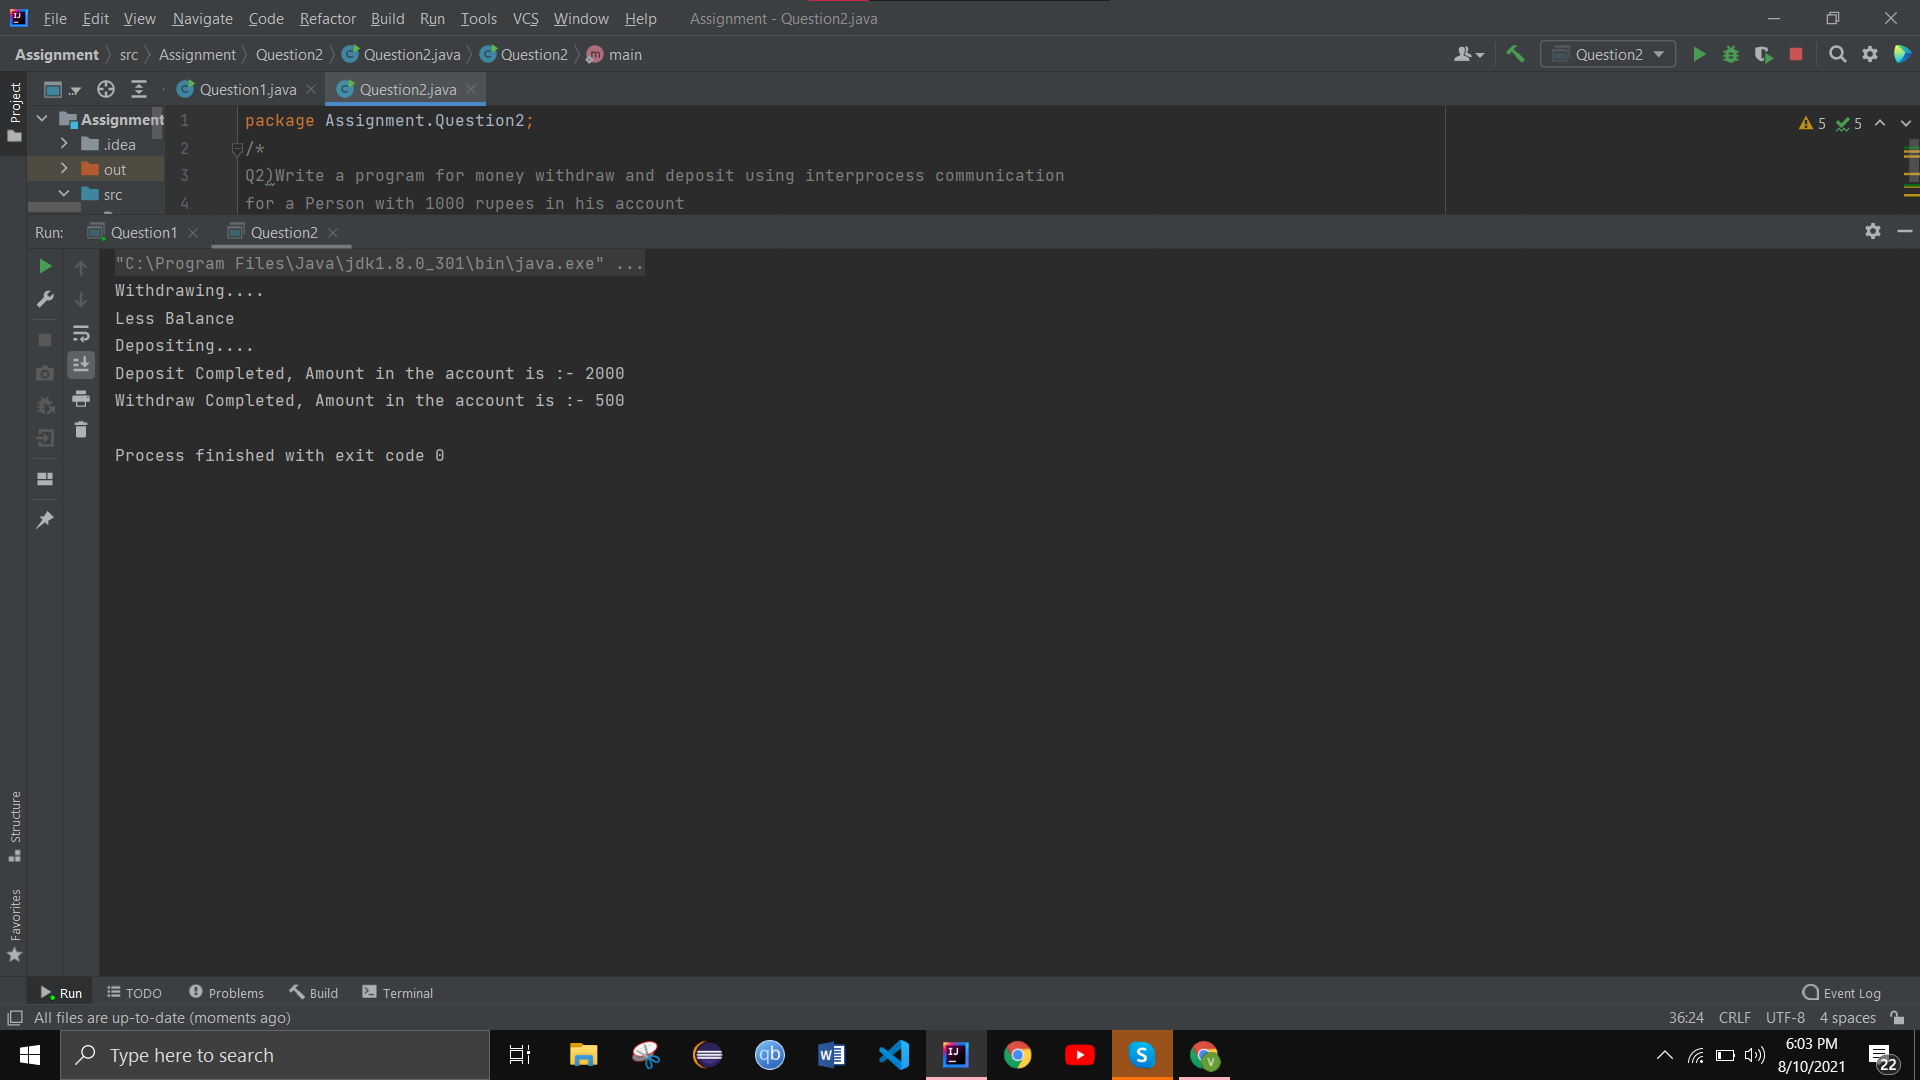 File Edit View Navigate Code Refactor Build Run Tools VCS Window Help Assignment - Question2.java
Assignment src Assignment Question2 Question2.java Question2 main Question2
Project
.. Question1.java Question2.java
Assignment
.idea
out
src
1 package Assignment.Question2;
2 /*
3 Q2)Write a program for money withdraw and deposit using interprocess communication
4 for a Person with 1000 rupees in his account
5 5
Run: Question1 Question2
"C:\Program Files\Java\jdk1.8.0_301\bin\java.exe" ...
Withdrawing....
Less Balance
Depositing....
Deposit Completed, Amount in the account is :- 2000
Withdraw Completed, Amount in the account is :- 500
Process finished with exit code 0
Structure
Favorites
Run TODO Problems Build Terminal Event Log
All files are up-to-date (moments ago) 36:24 CRLF UTF-8 4 spaces
Type here to search
qb
W
IJ
S
V
6:03 PM
8/10/2021
22